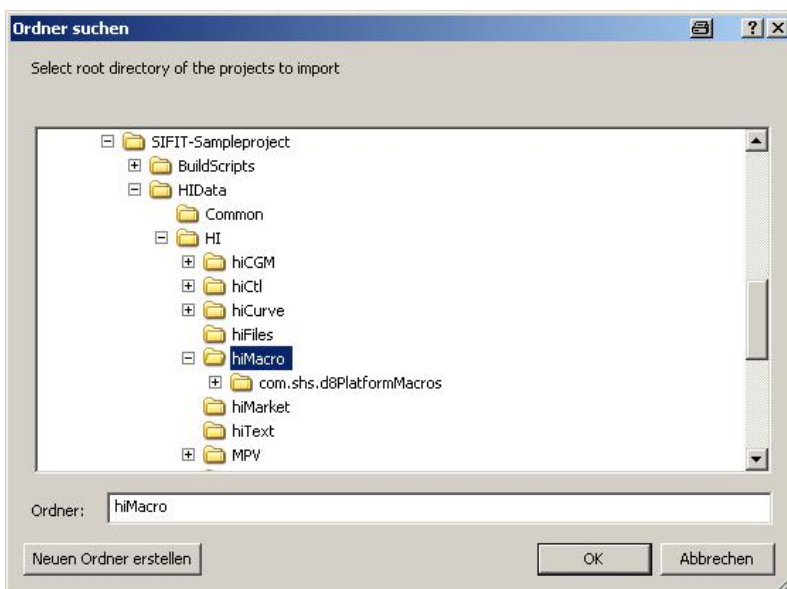 Ordner suchen
Select root directory of the projects to import
SIFIT-Sampleproject
BuildScripts
HIData
Common
HI
hiCGM
hiCtl
hiCurve
hiFiles
hiMacro
com.shs.d8PlatformMacros
hiMarket
hiText
MPV
Ordner: hiMacro
Neuen Ordner erstellen OK Abbrechen